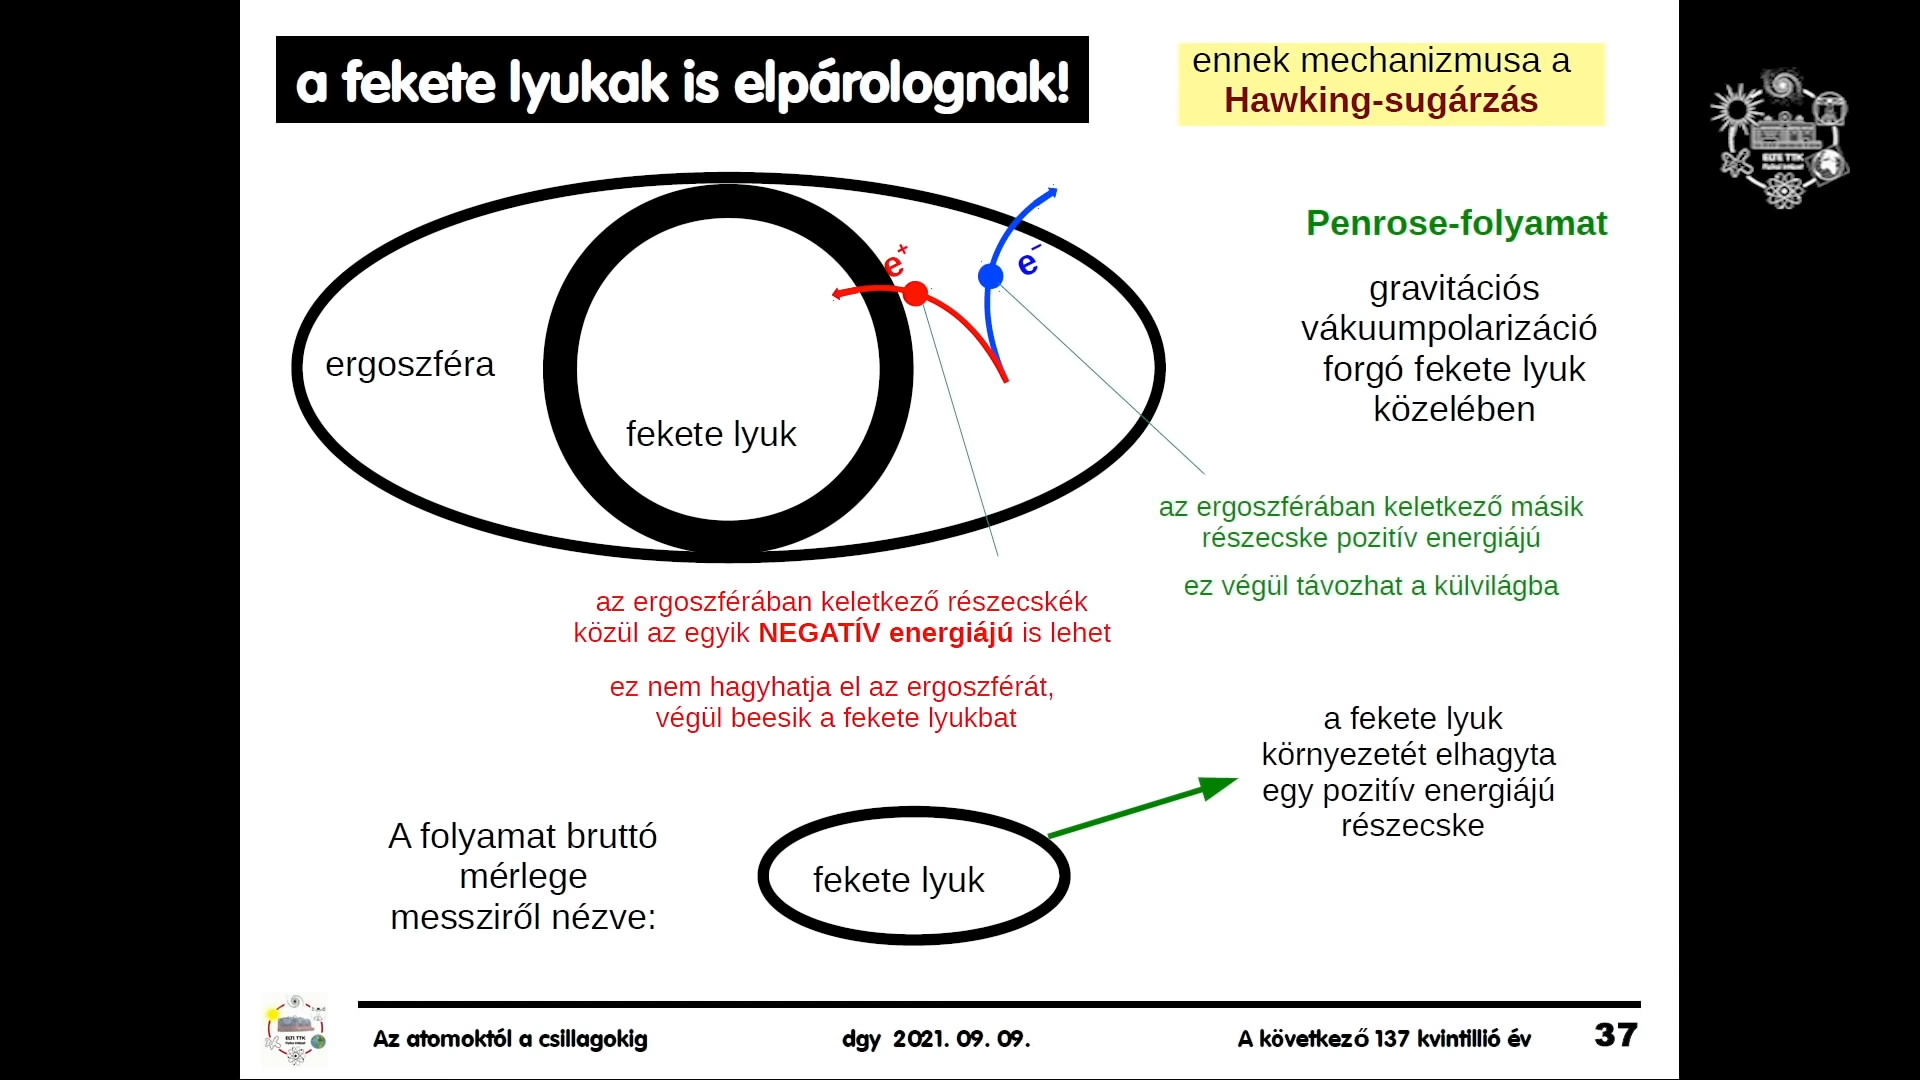 a fekete lyukak is elpárolognak!
ennek mechanizmusa a
Hawking-sugárzás
Penrose-folyamat
gravitációs
vákuumpolarizáció
forgó fekete lyuk
közelében
e⁺
e⁻
ergoszféra
fekete lyuk
az ergoszférában keletkező másik
részecske pozitív energiájú
ez végül távozhat a külvilágba
az ergoszférában keletkező részecskék
közül az egyik NEGATÍV energiájú is lehet
ez nem hagyhatja el az ergoszférát,
végül beesik a fekete lyukbat
a fekete lyuk
környezetét elhagyta
egy pozitív energiájú
részecske
A folyamat bruttó
mérlege
messziről nézve:
fekete lyuk
Az atomoktól a csillagokig
dgy 2021. 09. 09.
A következő 137 kvintillió év
37
ELTE TTK